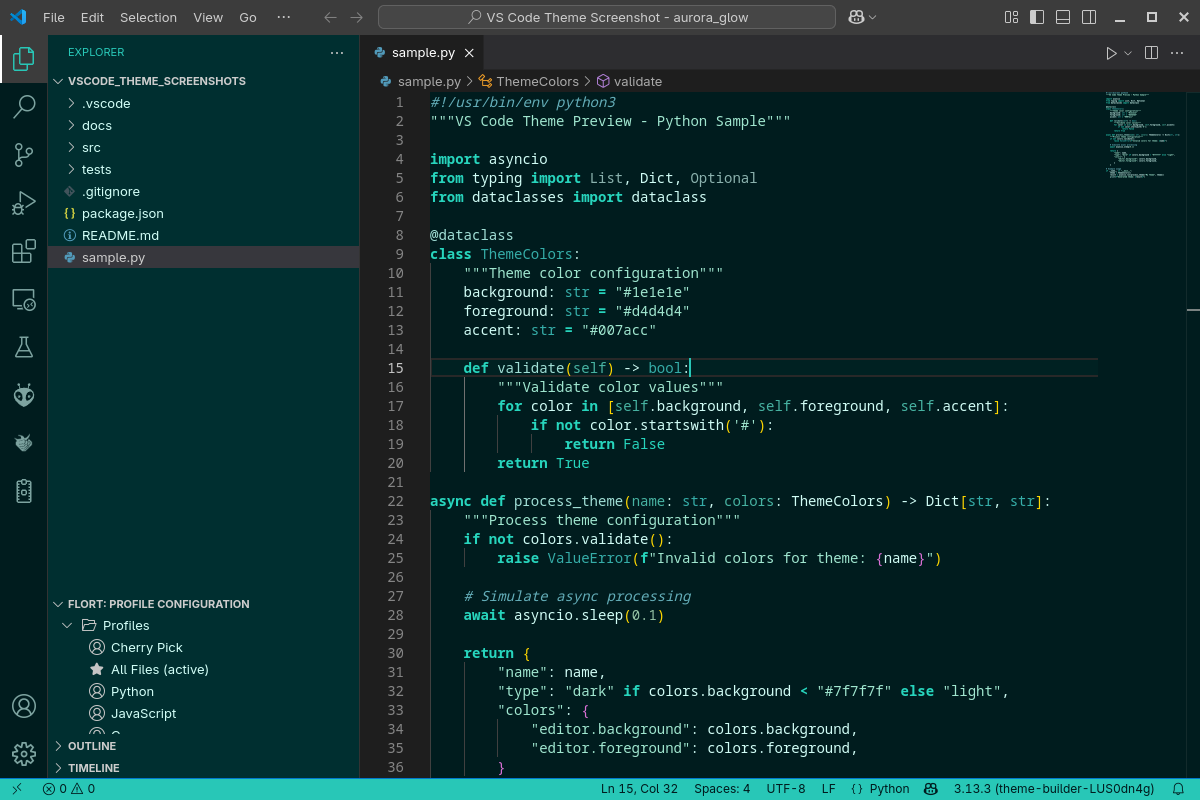 File Edit Selection View Go ···
VS Code Theme Screenshot - aurora_glow
EXPLORER
VSCODE_THEME_SCREENSHOTS
.vscode
docs
src
tests
.gitignore
package.json
README.md
sample.py
FLORT: PROFILE CONFIGURATION
Profiles
Cherry Pick
All Files (active)
Python
JavaScript
OUTLINE
TIMELINE
sample.py
sample.py > ThemeColors > validate
1 #!/usr/bin/env python3
2 """VS Code Theme Preview - Python Sample"""
3
4 import asyncio
5 from typing import List, Dict, Optional
6 from dataclasses import dataclass
7
8 @dataclass
9 class ThemeColors:
10     """Theme color configuration"""
11     background: str = "#1e1e1e"
12     foreground: str = "#d4d4d4"
13     accent: str = "#007acc"
14
15     def validate(self) -> bool:
16         """Validate color values"""
17         for color in [self.background, self.foreground, self.accent]:
18             if not color.startswith('#'):
19                 return False
20         return True
21
22 async def process_theme(name: str, colors: ThemeColors) -> Dict[str, str]:
23     """Process theme configuration"""
24     if not colors.validate():
25         raise ValueError(f"Invalid colors for theme: {name}")
26
27     # Simulate async processing
28     await asyncio.sleep(0.1)
29
30     return {
31         "name": name,
32         "type": "dark" if colors.background < "#7f7f7f" else "light",
33         "colors": {
34             "editor.background": colors.background,
35             "editor.foreground": colors.foreground,
36         }
0 0
Ln 15, Col 32 Spaces: 4 UTF-8 LF {} Python 3.13.3 (theme-builder-LUS0dn4g)